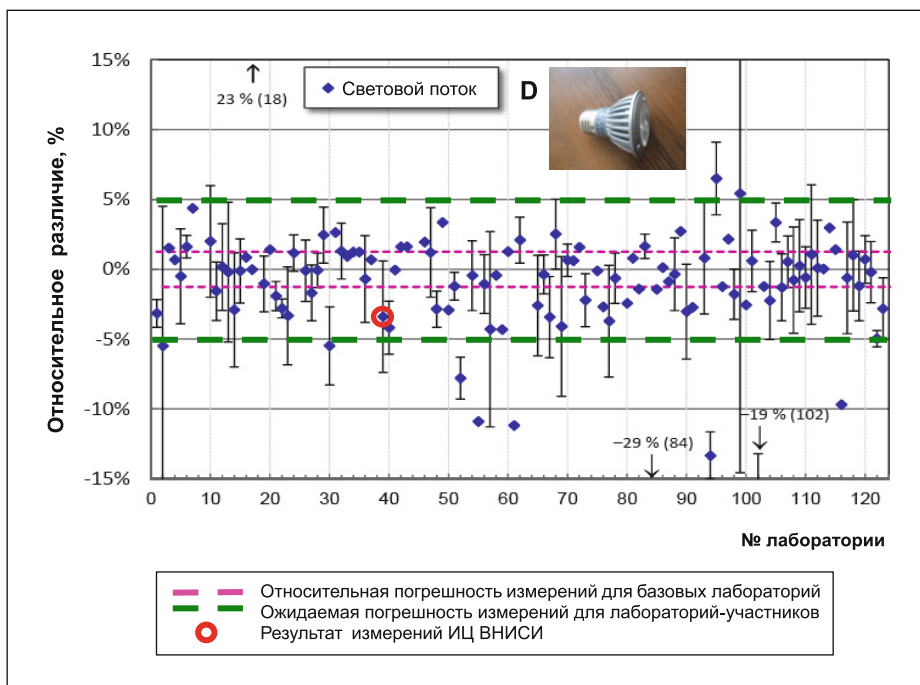 15%
10%
5%
0%
-5%
-10%
-15%
Относительное различие, %
23 % (18)
Световой поток
D
−29 % (84)
−19 % (102)
0 10 20 30 40 50 60 70 80 90 100 110 120
№ лаборатории
Относительная погрешность измерений для базовых лабораторий
Ожидаемая погрешность измерений для лабораторий-участников
Результат измерений ИЦ ВНИСИ